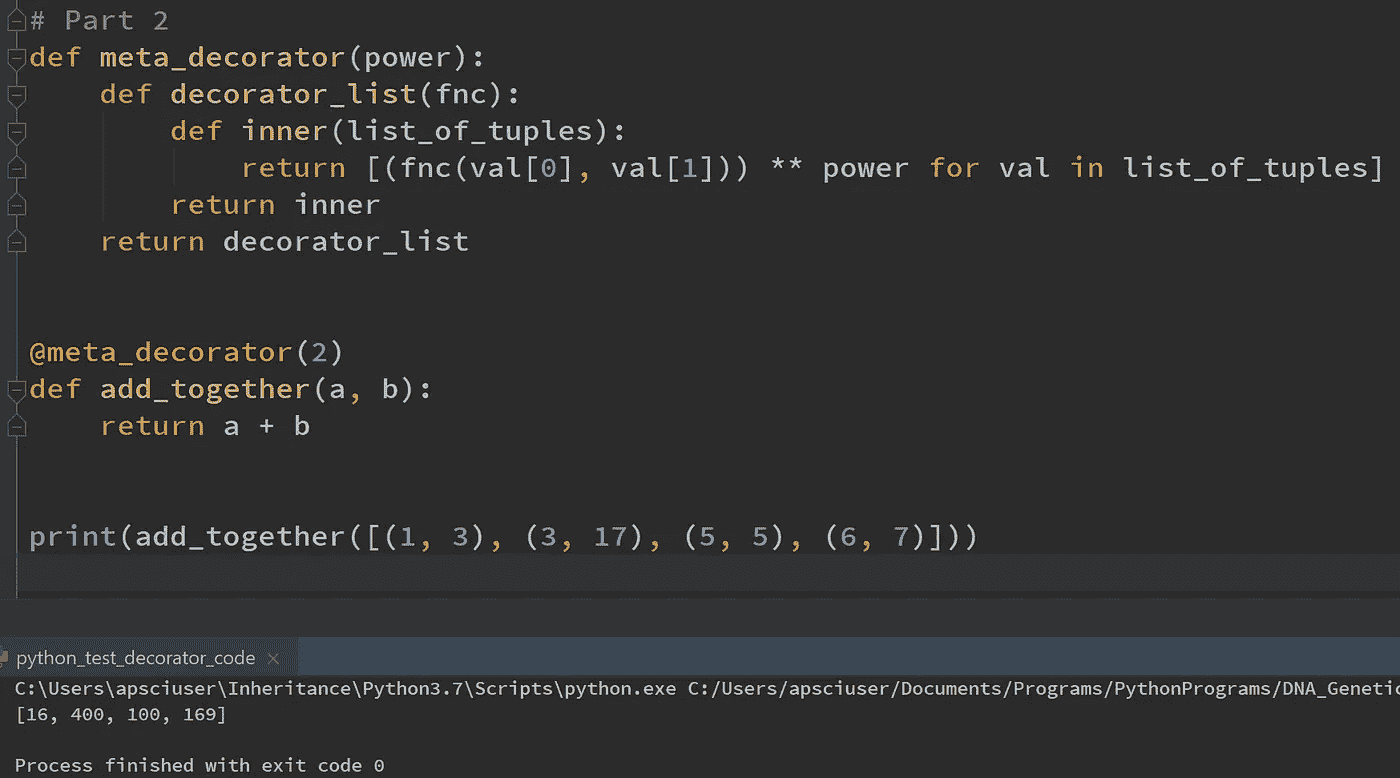 # Part 2
def meta_decorator(power):
    def decorator_list(fnc):
        def inner(list_of_tuples):
            return [(fnc(val[0], val[1])) ** power for val in list_of_tuples]
        return inner
    return decorator_list
@meta_decorator(2)
def add_together(a, b):
    return a + b
print(add_together([(1, 3), (3, 17), (5, 5), (6, 7)]))
python_test_decorator_code ×
C:\Users\apsciuser\Inheritance\Python3.7\Scripts\python.exe C:/Users/apsciuser/Documents/Programs/PythonPrograms/DNA_Genetic
[16, 400, 100, 169]
Process finished with exit code 0